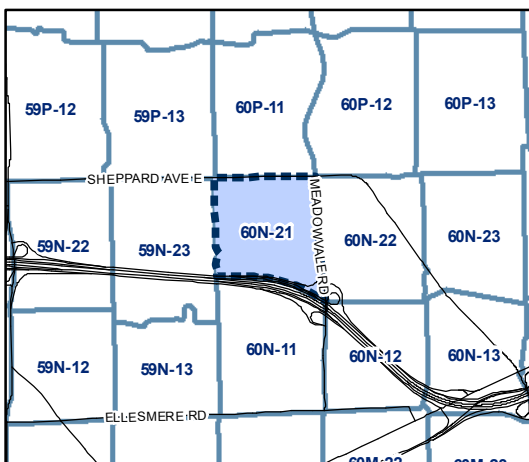 59P-12
59P-13
60P-11
60P-12
60P-13
SHEPPARD AVE E
MEADOWVALE RD
59N-22
59N-23
60N-21
60N-22
60N-23
59N-12
59N-13
60N-11
60N-12
60N-13
ELLESMERE RD